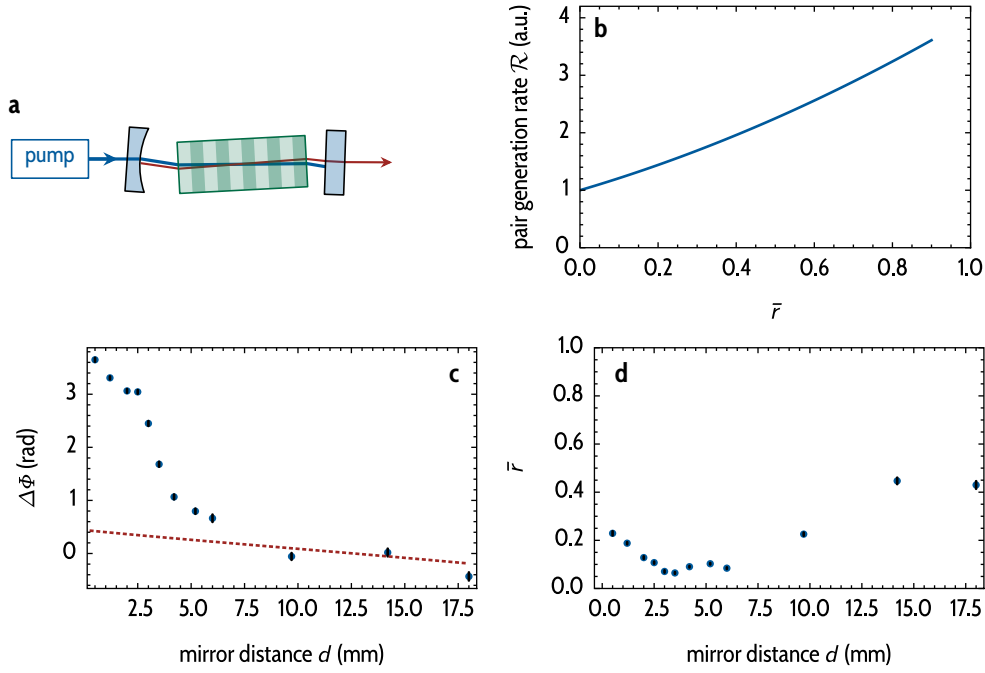 a
pump
b
pair generation rate ℛ (a.u.)
4
3
2
1
0
0.0 0.2 0.4 0.6 0.8 1.0
r̄
c
ΔΦ (rad)
3
2
1
0
2.5 5.0 7.5 10.0 12.5 15.0 17.5
mirror distance d (mm)
d
r̄
1.0
0.8
0.6
0.4
0.2
0.0
0.0 2.5 5.0 7.5 10.0 12.5 15.0 17.5
mirror distance d (mm)